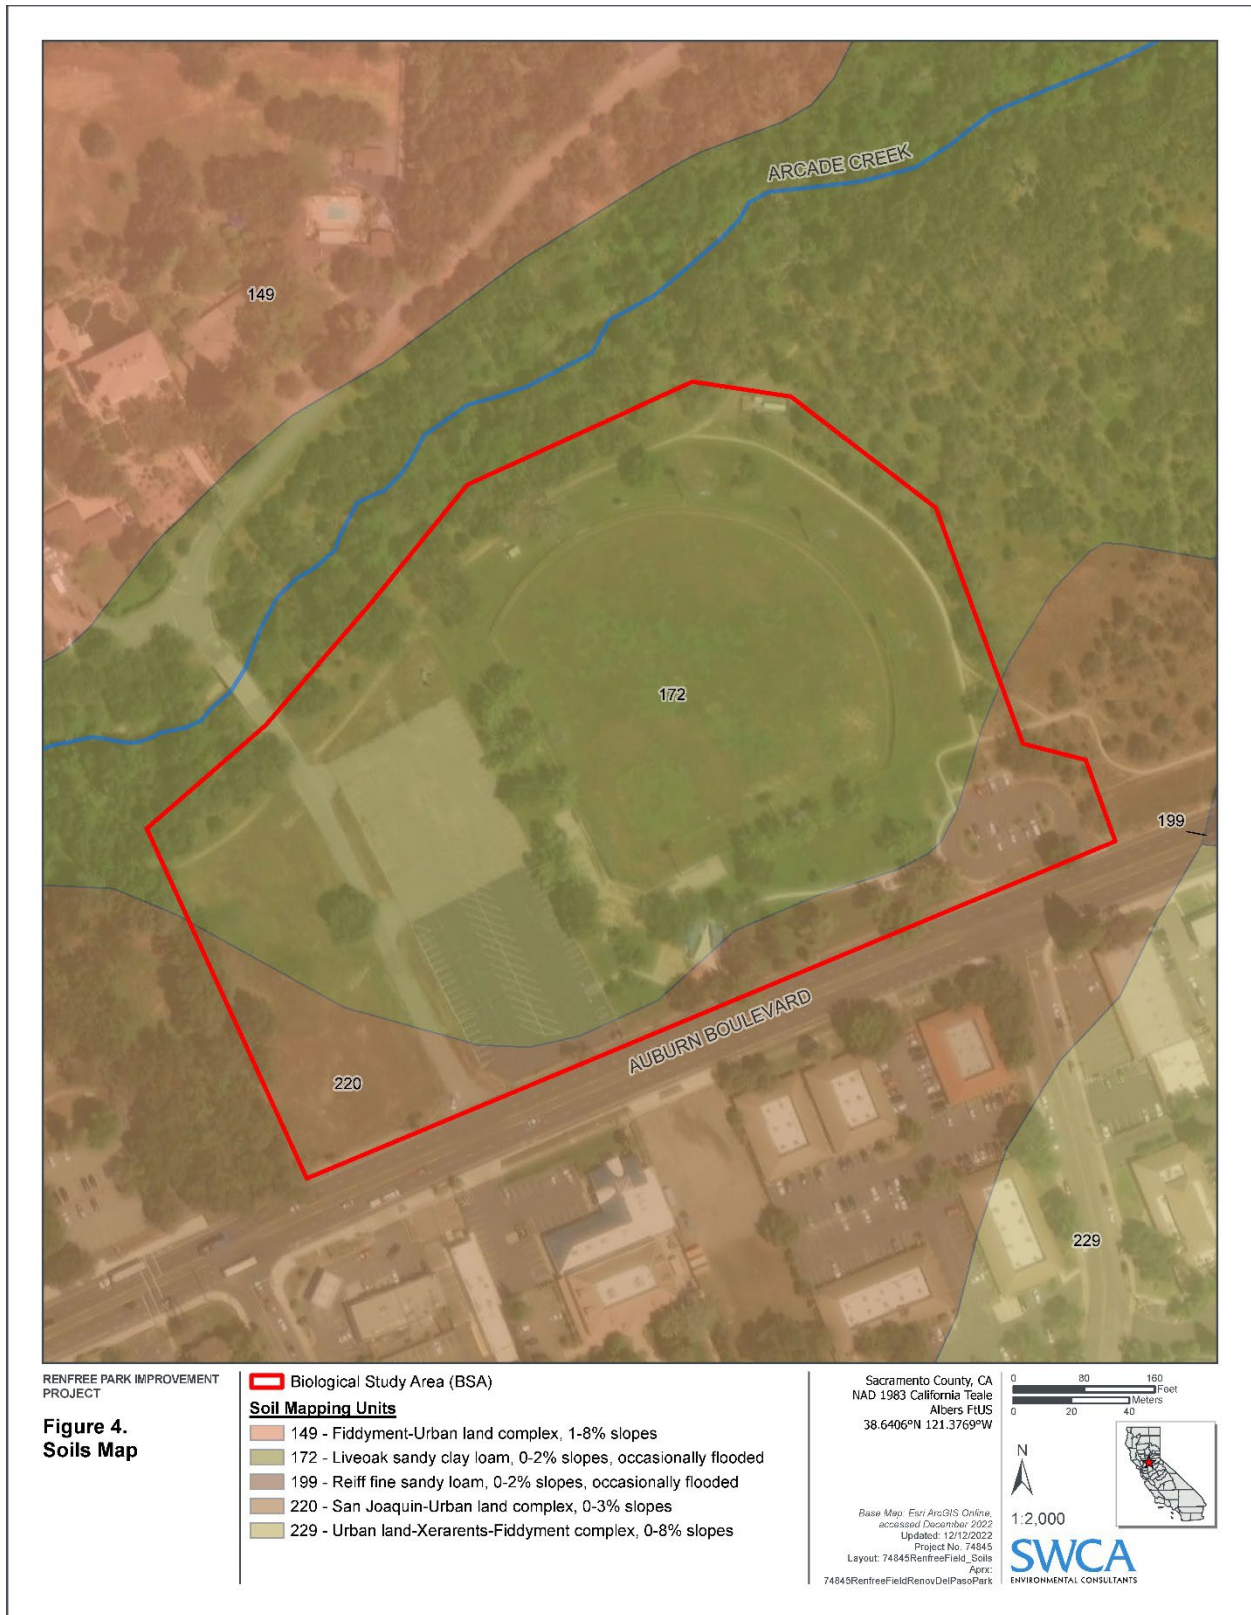 ARCADE CREEK
149
172
199
AUBURN BOULEVARD
220
229
RENFREE PARK IMPROVEMENT
PROJECT
Figure 4.
Soils Map
Biological Study Area (BSA)
Soil Mapping Units
149 - Fiddyment-Urban land complex, 1-8% slopes
172 - Liveoak sandy clay loam, 0-2% slopes, occasionally flooded
199 - Reiff fine sandy loam, 0-2% slopes, occasionally flooded
220 - San Joaquin-Urban land complex, 0-3% slopes
229 - Urban land-Xerarents-Fiddyment complex, 0-8% slopes
Sacramento County, CA
NAD 1983 California Teale
Albers FtUS
38.6406°N 121.3769°W
Base Map: Esri ArcGIS Online,
accessed December 2022
Updated: 12/12/2022
Project No. 74845
Layout: 74845RenfreeField_Soils
Aprx:
74845RenfreeFieldRenovDelPasoPark
0 80 160
Feet
Meters
0 20 40
N
1:2,000
SWCA
ENVIRONMENTAL CONSULTANTS